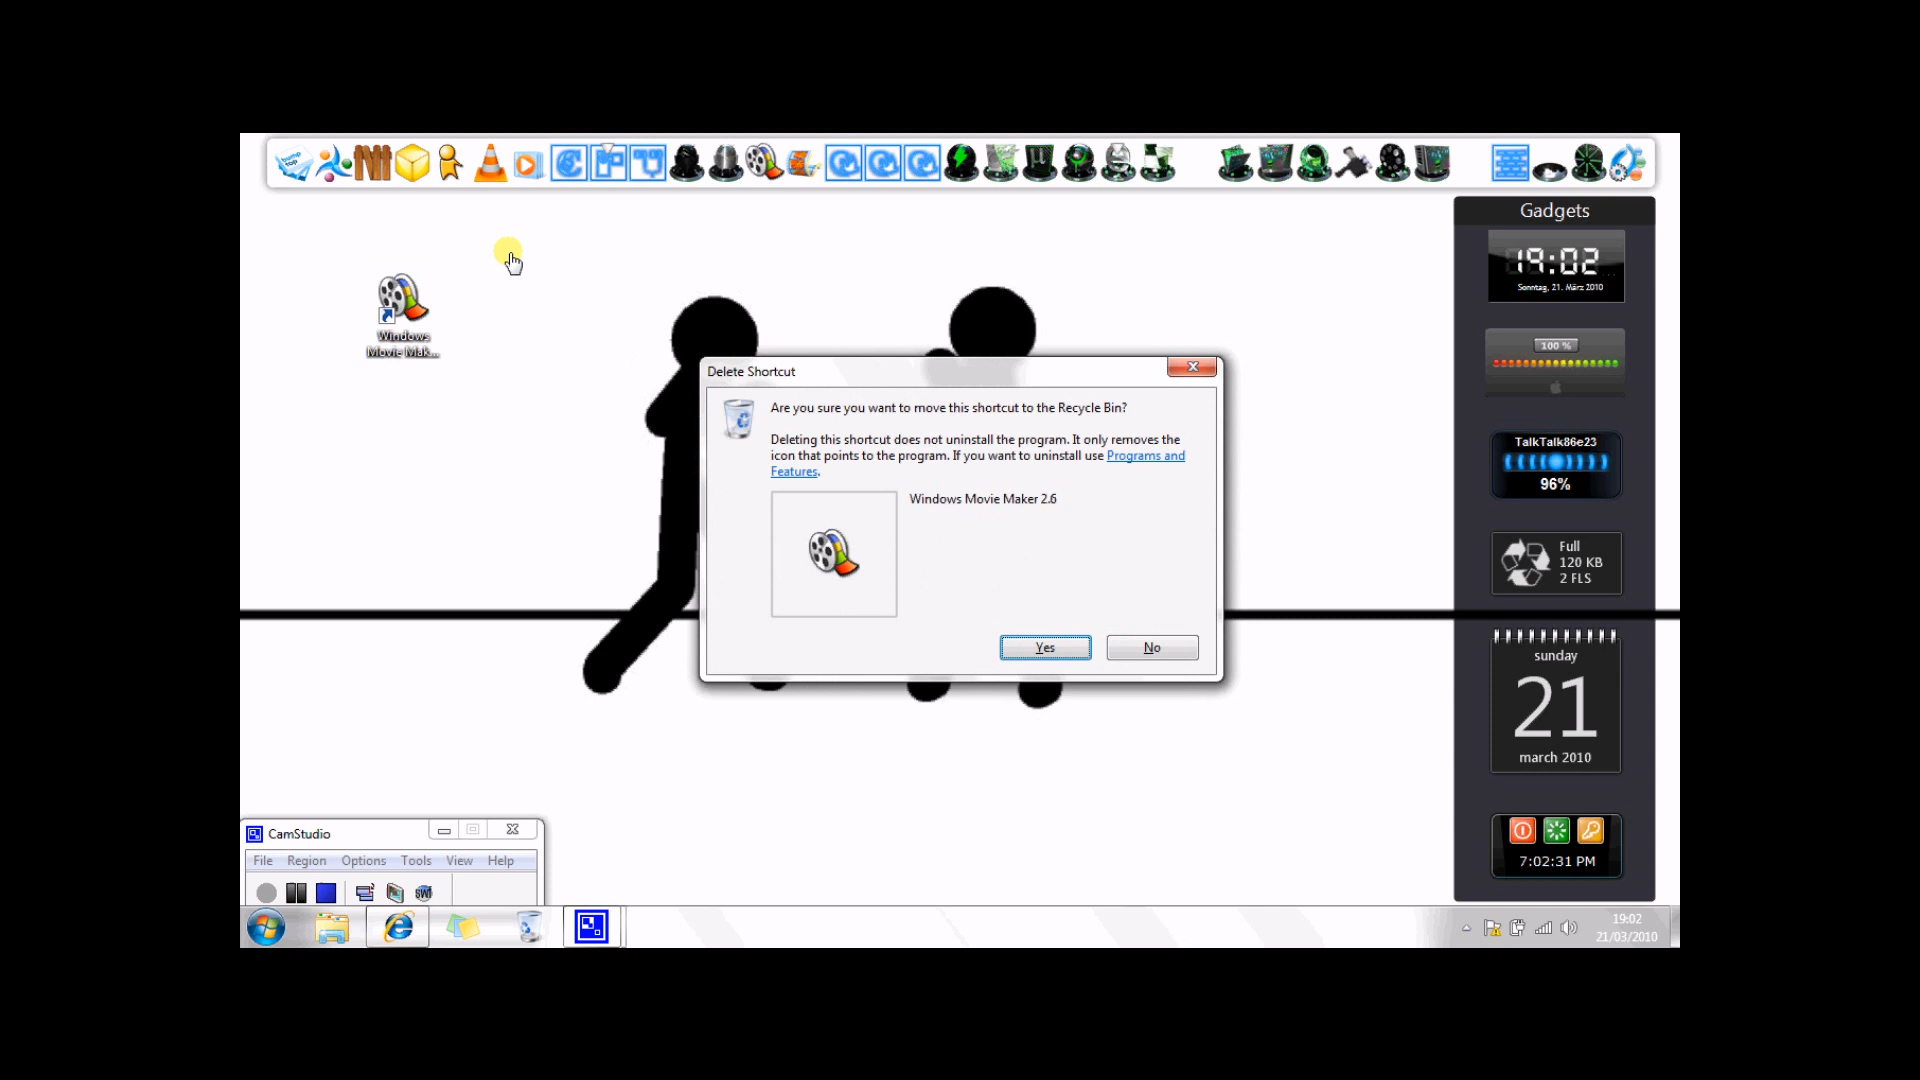 bump
top
Gadgets
19:02
Sonntag, 21. März 2010
Windows
Movie Mak...
100 %
Delete Shortcut
Are you sure you want to move this shortcut to the Recycle Bin?
Deleting this shortcut does not uninstall the program. It only removes the
icon that points to the program. If you want to uninstall use Programs and
Features.
Windows Movie Maker 2.6
Yes
No
TalkTalk86e23
96%
Full
120 KB
2 FLS
sunday
21
march 2010
7:02:31 PM
CamStudio
File Region Options Tools View Help
SWF
19:02
21/03/2010